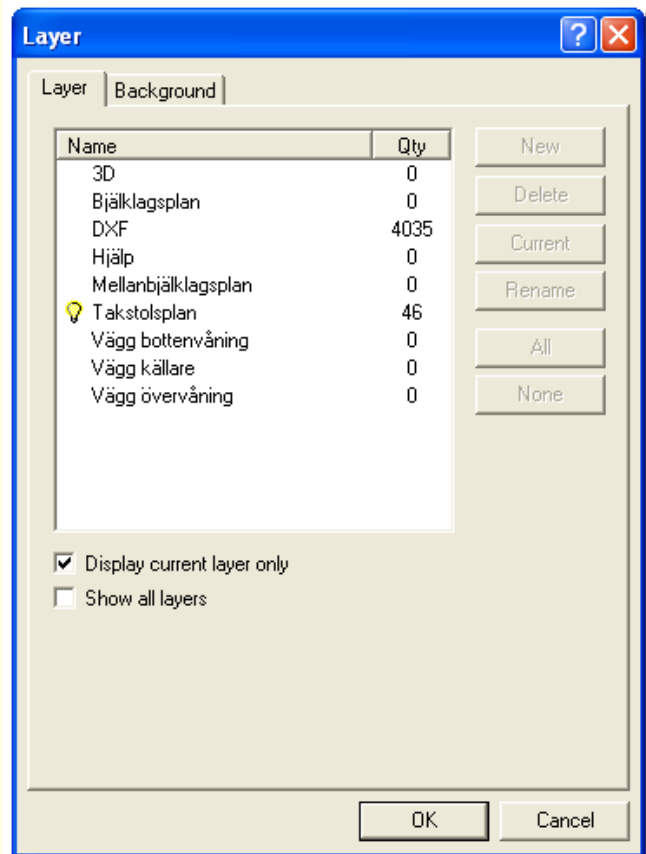 Layer
Layer Background
Name Qty New
3D 0
Bjälklagsplan 0 Delete
DXF 4035
Hjälp 0 Current
Mellanbjälklagsplan 0 Rename
Takstolsplan 46
Vägg bottenvåning 0 All
Vägg källare 0
Vägg övervåning 0 None
Display current layer only
Show all layers
OK Cancel